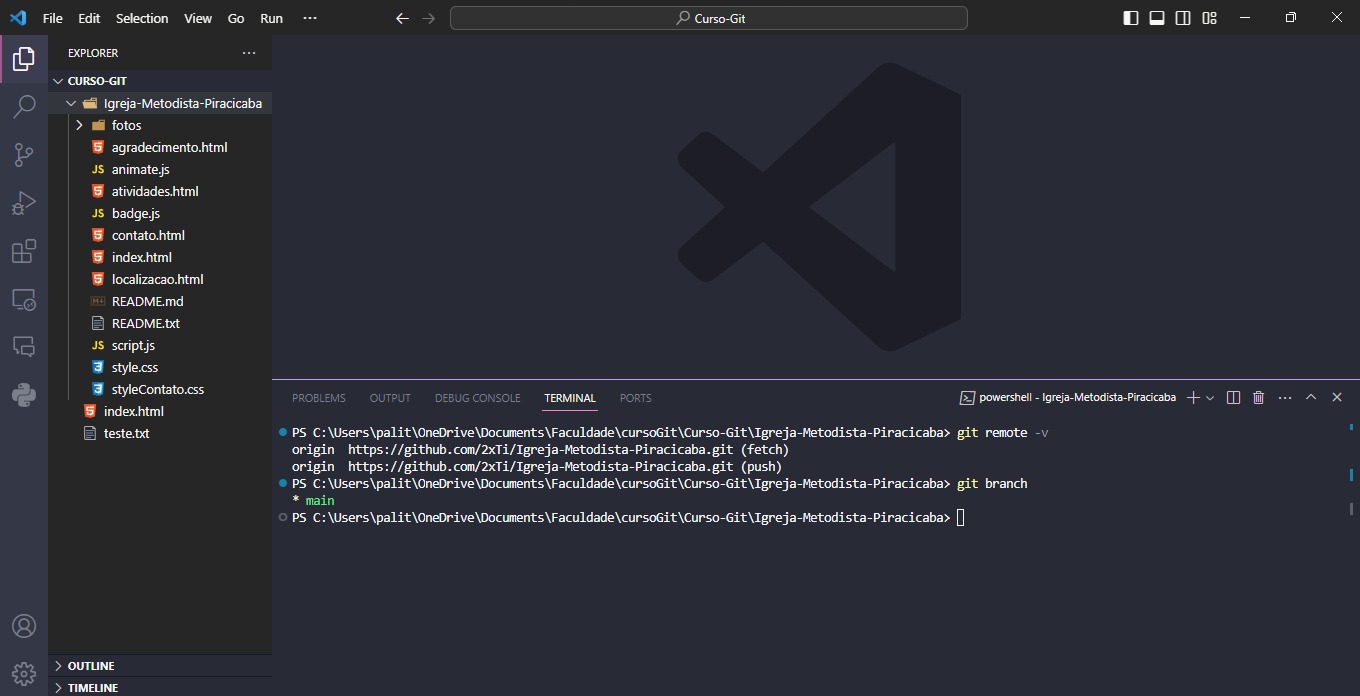 File Edit Selection View Go Run ···
Curso-Git
EXPLORER
CURSO-GIT
Igreja-Metodista-Piracicaba
fotos
agradecimento.html
JS animate.js
atividades.html
JS badge.js
contato.html
index.html
localizacao.html
README.md
README.txt
JS script.js
style.css
styleContato.css
index.html
teste.txt
OUTLINE
TIMELINE
PROBLEMS OUTPUT DEBUG CONSOLE TERMINAL PORTS
powershell - Igreja-Metodista-Piracicaba
PS C:\Users\palit\OneDrive\Documents\Faculdade\cursoGit\Curso-Git\Igreja-Metodista-Piracicaba> git remote -v
origin https://github.com/2xTi/Igreja-Metodista-Piracicaba.git (fetch)
origin https://github.com/2xTi/Igreja-Metodista-Piracicaba.git (push)
PS C:\Users\palit\OneDrive\Documents\Faculdade\cursoGit\Curso-Git\Igreja-Metodista-Piracicaba> git branch
* main
PS C:\Users\palit\OneDrive\Documents\Faculdade\cursoGit\Curso-Git\Igreja-Metodista-Piracicaba>